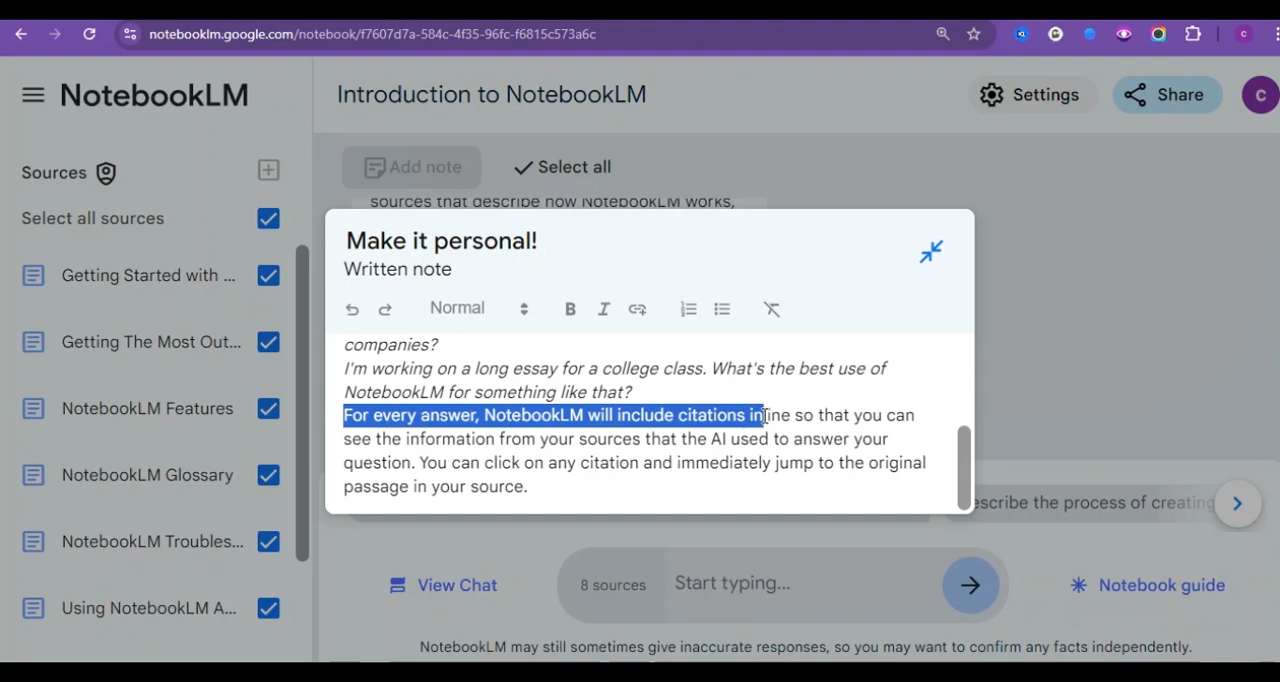 notebooklm.google.com/notebook/f7607d7a-584c-4f35-96fc-f6815c573a6c
C
NotebookLM
Introduction to NotebookLM
Settings
Share
C
Sources
Select all sources
Getting Started with ...
Getting The Most Out...
NotebookLM Features
NotebookLM Glossary
NotebookLM Troubles...
Using NotebookLM A...
Add note
Select all
sources that describe how NotebookLM works,
Make it personal!
Written note
Normal
B I
companies?
I'm working on a long essay for a college class. What's the best use of
NotebookLM for something like that?
For every answer, NotebookLM will include citations inline so that you can
see the information from your sources that the AI used to answer your
question. You can click on any citation and immediately jump to the original
passage in your source.
escribe the process of creating
View Chat
8 sources
Start typing...
Notebook guide
NotebookLM may still sometimes give inaccurate responses, so you may want to confirm any facts independently.